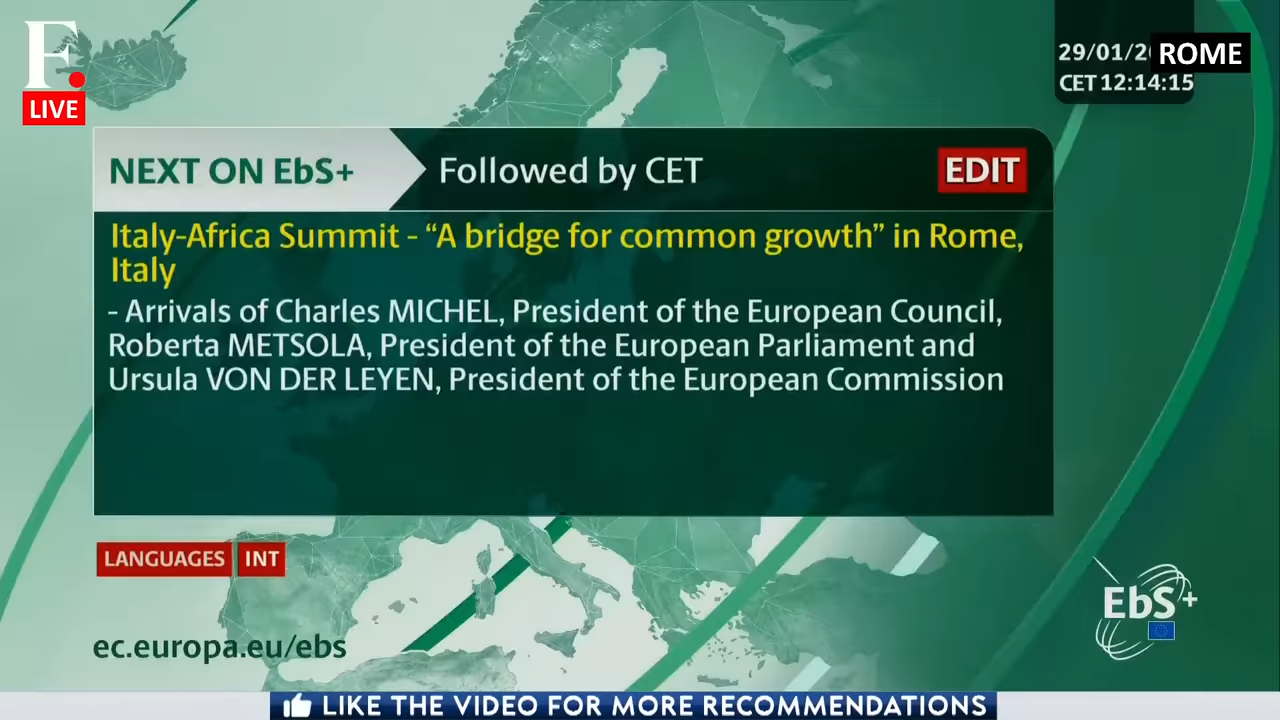 F
LIVE
29/01/2
ROME
CET 12:14:15
NEXT ON EbS+
Followed by CET
EDIT
Italy-Africa Summit - “A bridge for common growth” in Rome,
Italy
- Arrivals of Charles MICHEL, President of the European Council,
Roberta METSOLA, President of the European Parliament and
Ursula VON DER LEYEN, President of the European Commission
LANGUAGES INT
EbS+
ec.europa.eu/ebs
LIKE THE VIDEO FOR MORE RECOMMENDATIONS